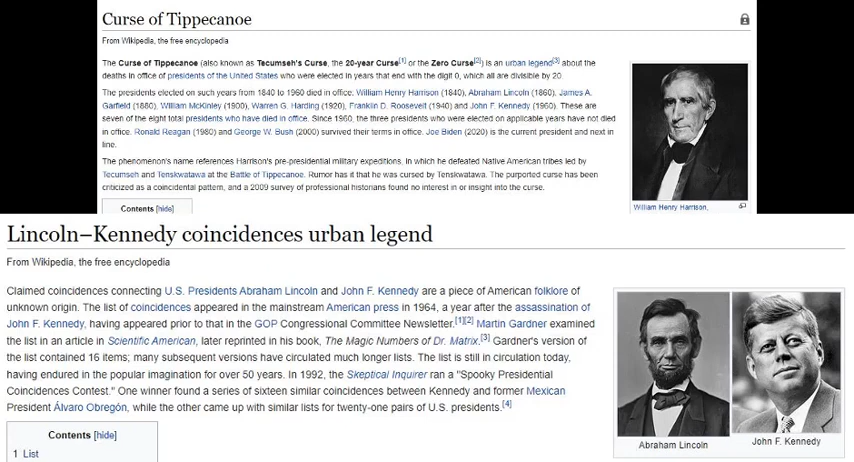 Curse of Tippecanoe
From Wikipedia, the free encyclopedia
The Curse of Tippecanoe (also known as Tecumseh's Curse, the 20-year Curse[1] or the Zero Curse[2]) is an urban legend[3] about the
deaths in office of presidents of the United States who were elected in years that end with the digit 0, which all are divisible by 20
The presidents elected on such years from 1840 to 1960 died in office: William Henry Harrison (1840), Abraham Lincoln (1860). James A.
Garfield (1880), William McKinley (1900), Warren G. Harding (1920), Franklin D. Roosevelt (1940) and John F. Kennedy (1960). These are
seven of the eight total presidents who have died in office. Since 1960, the three presidents who were elected on applicable years have not died
in office. Ronald Reagan (1980) and George W. Bush (2000) survived their terms in office. Joe Biden (2020) is the current president and next in
line.
The phenomenon's name references Harrison's pre-presidential military expeditions, in which he defeated Native American tribes led by
Tecumseh and Tenskwatawa at the Battle of Tippecanoe. Rumor has it that he was cursed by Tenskwatawa. The purported curse has been
criticized as a coincidental pattern, and a 2009 survey of professional historians found no interest in or insight into the curse.
Contents [hide]
William Henry Harrison,
Lincoln–Kennedy coincidences urban legend
From Wikipedia, the free encyclopedia
Claimed coincidences connecting U.S. Presidents Abraham Lincoln and John F. Kennedy are a piece of American folklore of
unknown origin. The list of coincidences appeared in the mainstream American press in 1964, a year after the assassination of
John F. Kennedy, having appeared prior to that in the GOP Congressional Committee Newsletter.[1][2] Martin Gardner examined
the list in an article in Scientific American, later reprinted in his book, The Magic Numbers of Dr. Matrix.[3] Gardner's version of
the list contained 16 items; many subsequent versions have circulated much longer lists. The list is still in circulation today,
having endured in the popular imagination for over 50 years. In 1992, the Skeptical Inquirer ran a "Spooky Presidential
Coincidences Contest." One winner found a series of sixteen similar coincidences between Kennedy and former Mexican
President Álvaro Obregón, while the other came up with similar lists for twenty-one pairs of U.S. presidents.[4]
Abraham Lincoln
John F. Kennedy
Contents [hide]
1 List